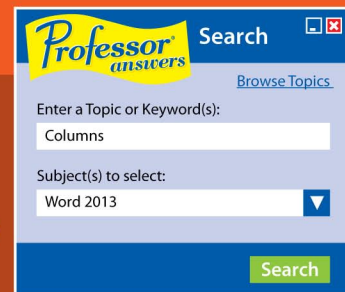 Professor®
answers
Search
Browse Topics
Enter a Topic or Keyword(s):
Columns
Subject(s) to select:
Word 2013
Search